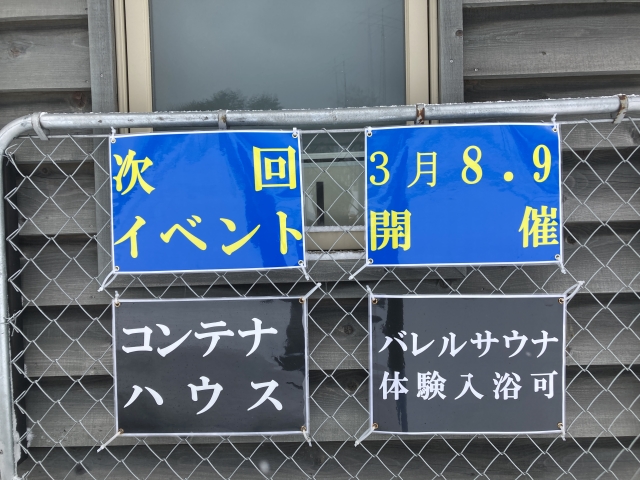 次回
イベント
3月8.9
開催
コンテナ
ハウス
バレルサウナ
体験入浴可